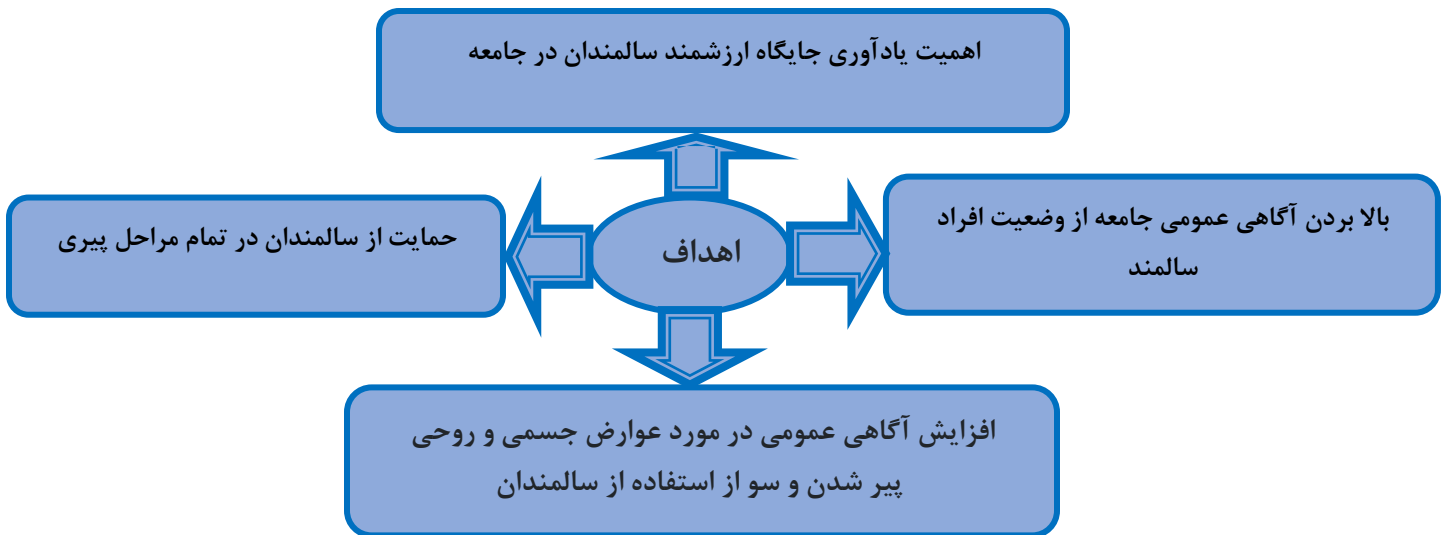 اهمیت یادآوری جایگاه ارزشمند سالمندان در جامعه
بالا بردن آگاهی عمومی جامعه از وضعیت افراد
سالمند
اهداف
حمایت از سالمندان در تمام مراحل پیری
افزایش آگاهی عمومی در مورد عوارض جسمی و روحی
پیر شدن و سو از استفاده از سالمندان